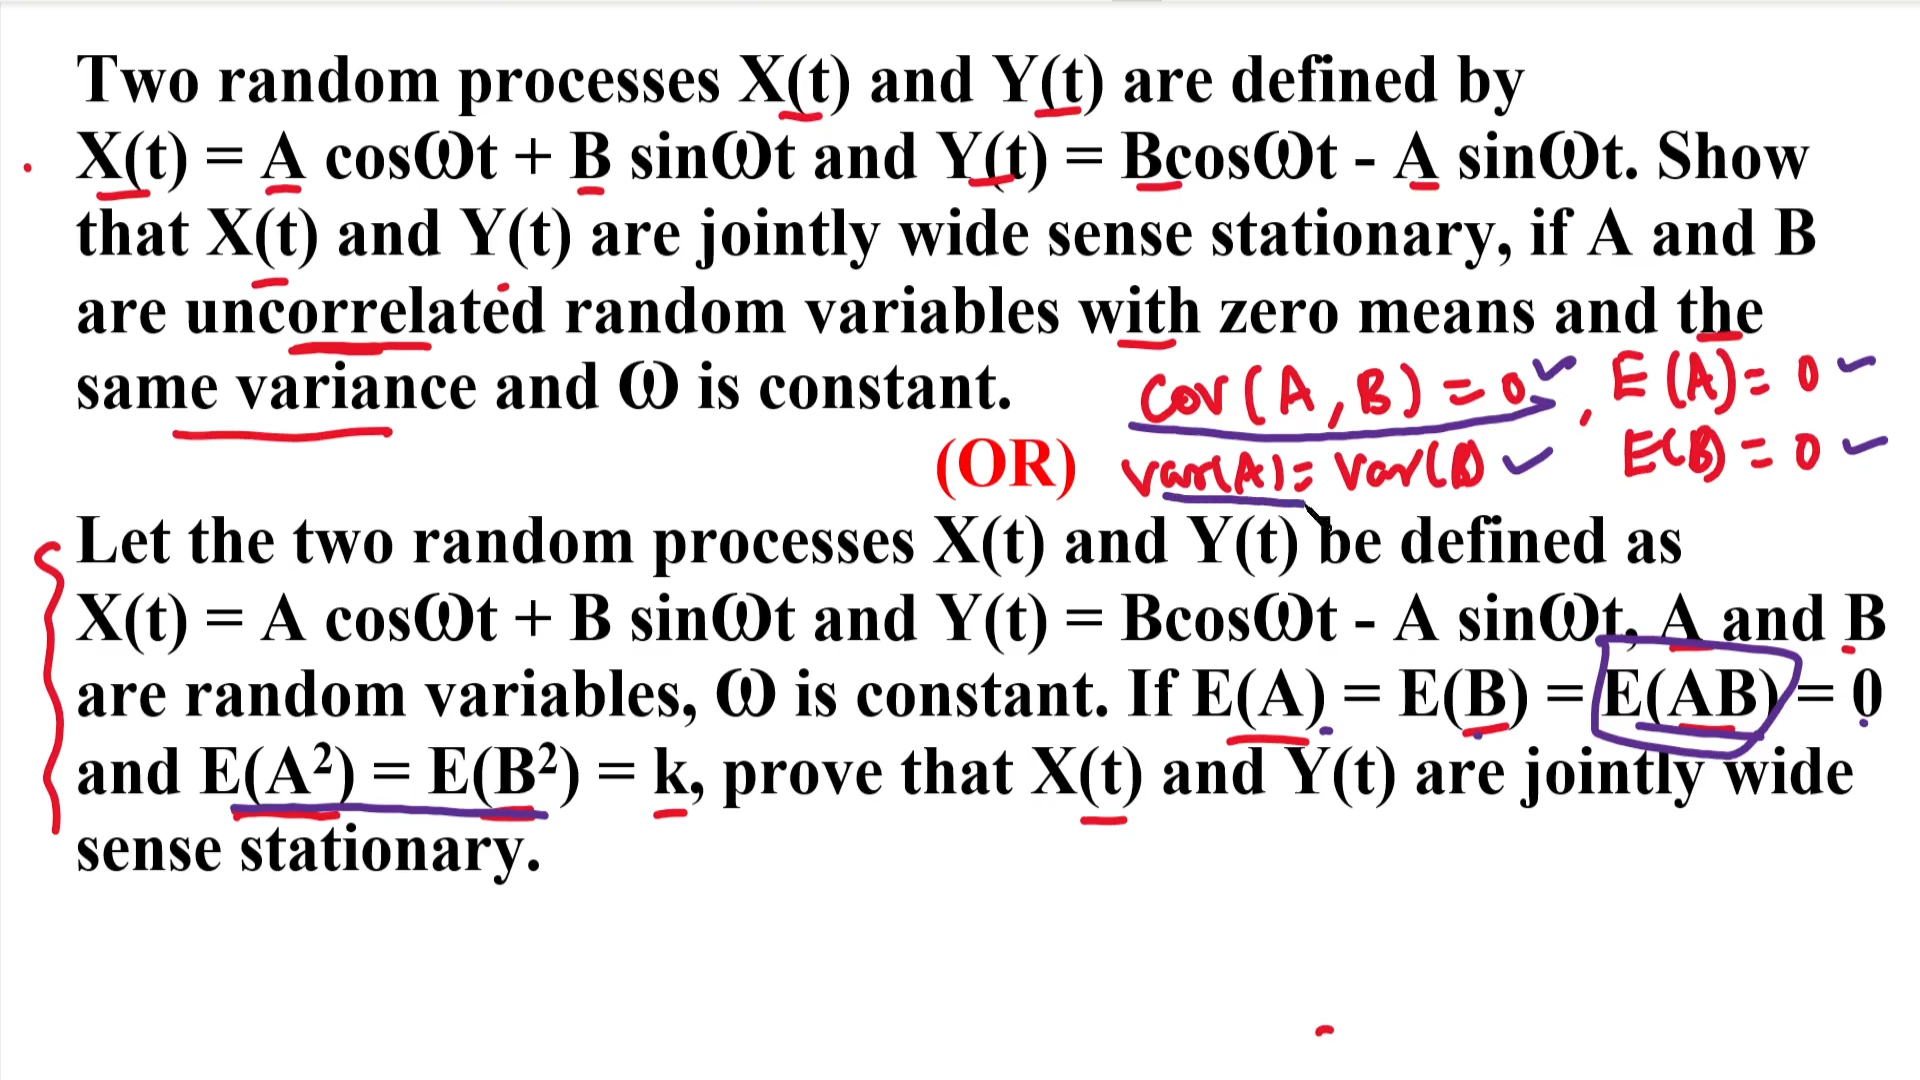 Two random processes X(t) and Y(t) are defined by
X(t) = A cosωt + B sinωt and Y(t) = Bcosωt - A sinωt. Show
that X(t) and Y(t) are jointly wide sense stationary, if A and B
are uncorrelated random variables with zero means and the
same variance and ω is constant.
Cov(A,B) = 0, E(A) = 0
(OR) Var(A) = Var(B) E(B) = 0
Let the two random processes X(t) and Y(t) be defined as
X(t) = A cosωt + B sinωt and Y(t) = Bcosωt - A sinωt, A and B
are random variables, ω is constant. If E(A) = E(B) = E(AB) = 0
and E(A²) = E(B²) = k, prove that X(t) and Y(t) are jointly wide
sense stationary.